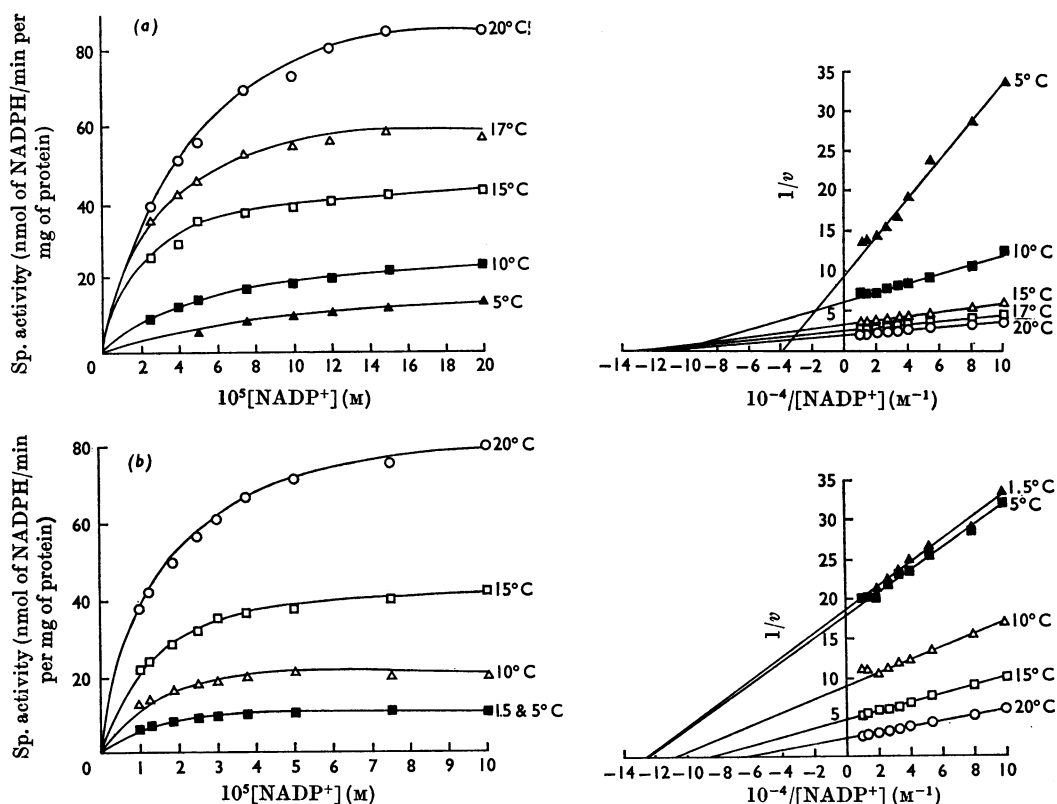 (a)
Sp. activity (nmol of NADPH/min per
mg of protein)
80
60
40
20
0
20°C
17°C
15°C
10°C
5°C
0 2 4 6 8 10 12 14 16 18 20
10⁵[NADP⁺] (M)
1/v
35
30
25
20
15
10
5
5°C
10°C
15°C
17°C
20°C
−14 −12 −10 −8 −6 −4 −2 0 2 4 6 8 10
10⁻⁴/[NADP⁺] (M⁻¹)
(b)
Sp. activity (nmol of NADPH/min
per mg of protein)
80
60
40
20
0
20°C
15°C
10°C
1.5 & 5°C
0 1 2 3 4 5 6 7 8 9 10
10⁵[NADP⁺] (M)
1/v
35
30
25
20
15
10
5
1.5°C
5°C
10°C
15°C
20°C
−14 −12 −10 −8 −6 −4 −2 0 2 4 6 8 10
10⁻⁴/[NADP⁺] (M⁻¹)